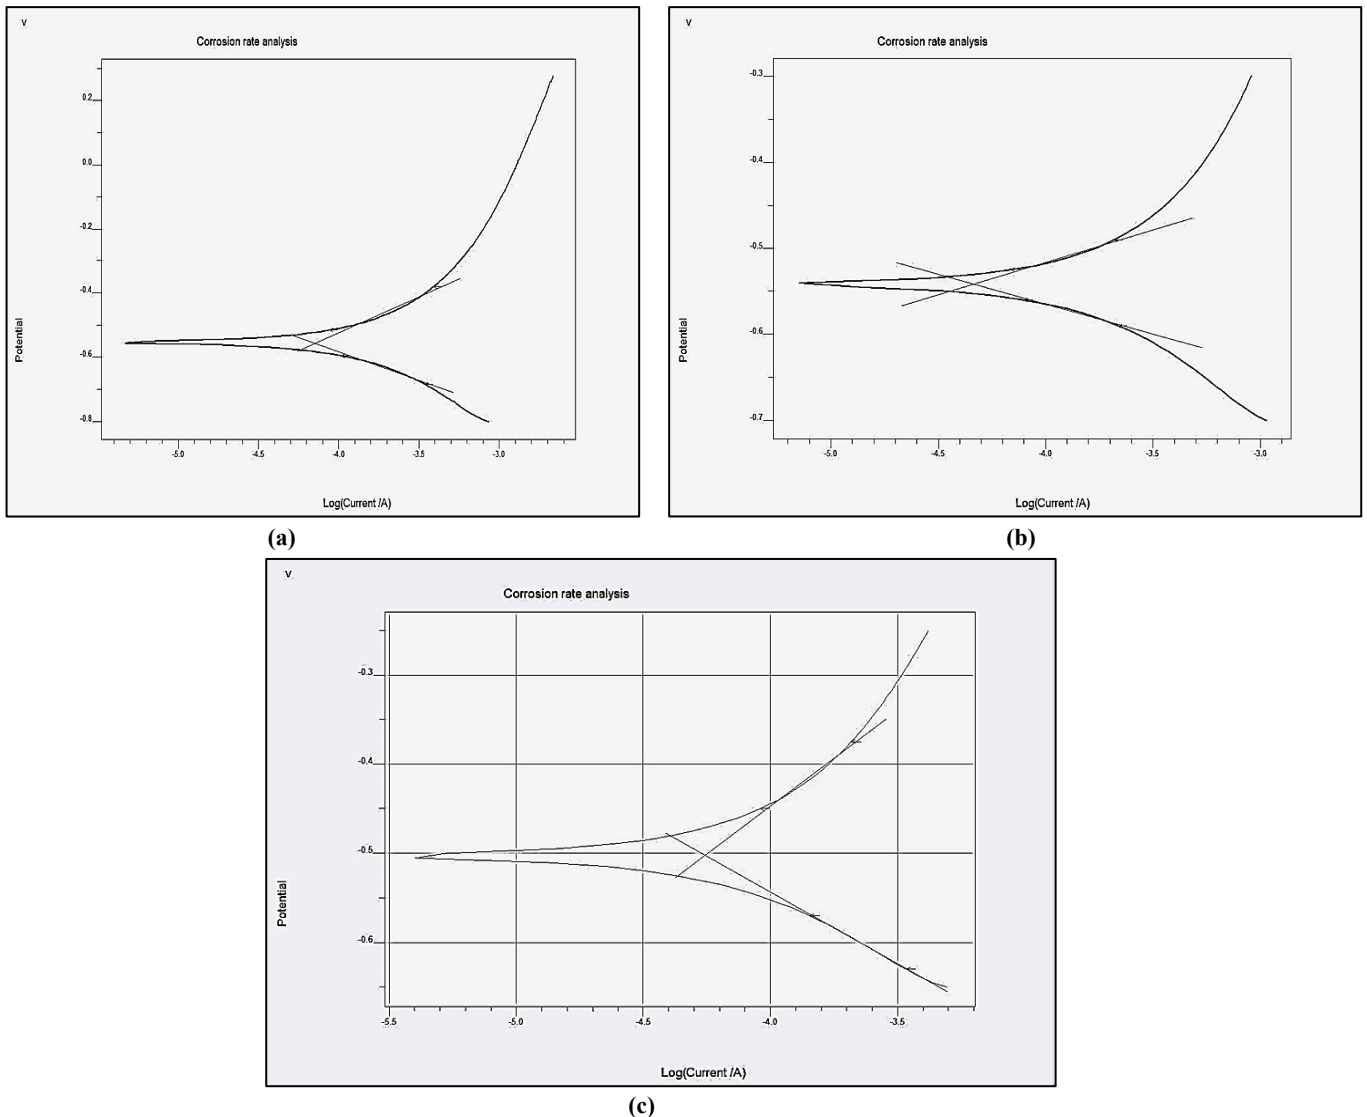 V
Corrosion rate analysis
0.2
0.0
-0.2
-0.4
-0.6
-0.8
Potential
-5.0 -4.5 -4.0 -3.5 -3.0
Log(Current /A)
(a)
V
Corrosion rate analysis
-0.3
-0.4
-0.5
-0.6
-0.7
Potential
-5.0 -4.5 -4.0 -3.5 -3.0
Log(Current /A)
(b)
V
Corrosion rate analysis
-0.3
-0.4
-0.5
-0.6
Potential
-5.5 -5.0 -4.5 -4.0 -3.5
Log(Current /A)
(c)